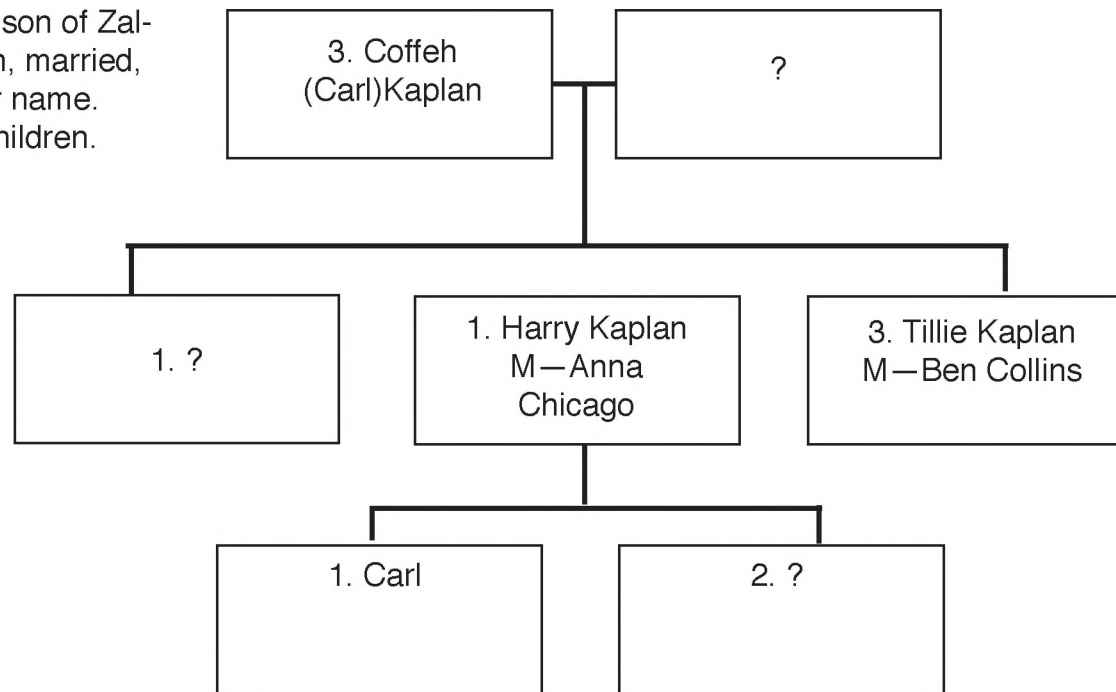 son of Zal-
, married,
name.
hildren.
3. Coffeh
(Carl)Kaplan
?
1. ?
1. Harry Kaplan
M—Anna
Chicago
3. Tillie Kaplan
M—Ben Collins
1. Carl
2. ?